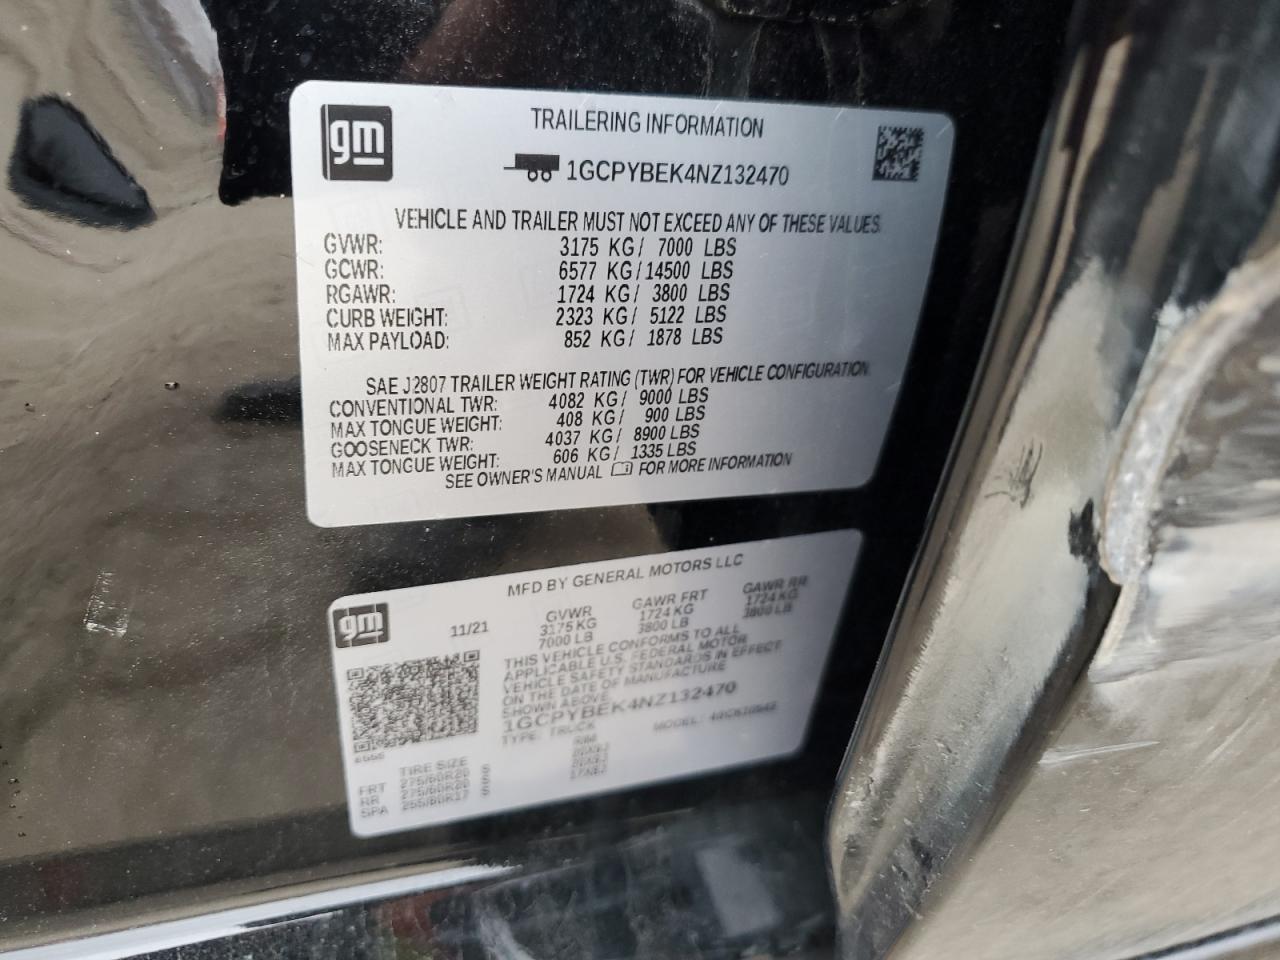 gm
TRAILERING INFORMATION
1GCPYBEK4NZ132470
VEHICLE AND TRAILER MUST NOT EXCEED ANY OF THESE VALUES.
GVWR: 3175 KG/ 7000 LBS
GCWR: 6577 KG/14500 LBS
RGAWR: 1724 KG/ 3800 LBS
CURB WEIGHT: 2323 KG/ 5122 LBS
MAX PAYLOAD: 852 KG/ 1878 LBS
SAE J2807 TRAILER WEIGHT RATING (TWR) FOR VEHICLE CONFIGURATION.
CONVENTIONAL TWR: 4082 KG/ 9000 LBS
MAX TONGUE WEIGHT: 408 KG/ 900 LBS
GOOSENECK TWR: 4037 KG/ 8900 LBS
MAX TONGUE WEIGHT: 606 KG/ 1335 LBS
SEE OWNER'S MANUAL FOR MORE INFORMATION
gm
MFD BY GENERAL MOTORS LLC
11/21
GVWR GAWR FRT GAWR RR
3175 KG 1724 KG 1724 KG
7000 LB 3800 LB 3800 LB
THIS VEHICLE CONFORMS TO ALL
APPLICABLE U.S. FEDERAL MOTOR
VEHICLE SAFETY STANDARDS IN EFFECT
ON THE DATE OF MANUFACTURE
SHOWN ABOVE.
1GCPYBEK4NZ132470
TYPE: TRUCK MODEL:
TIRE SIZE RIM
FRT 275/60R20 S
RR 275/60R20 S
SPA 255/80R17 S